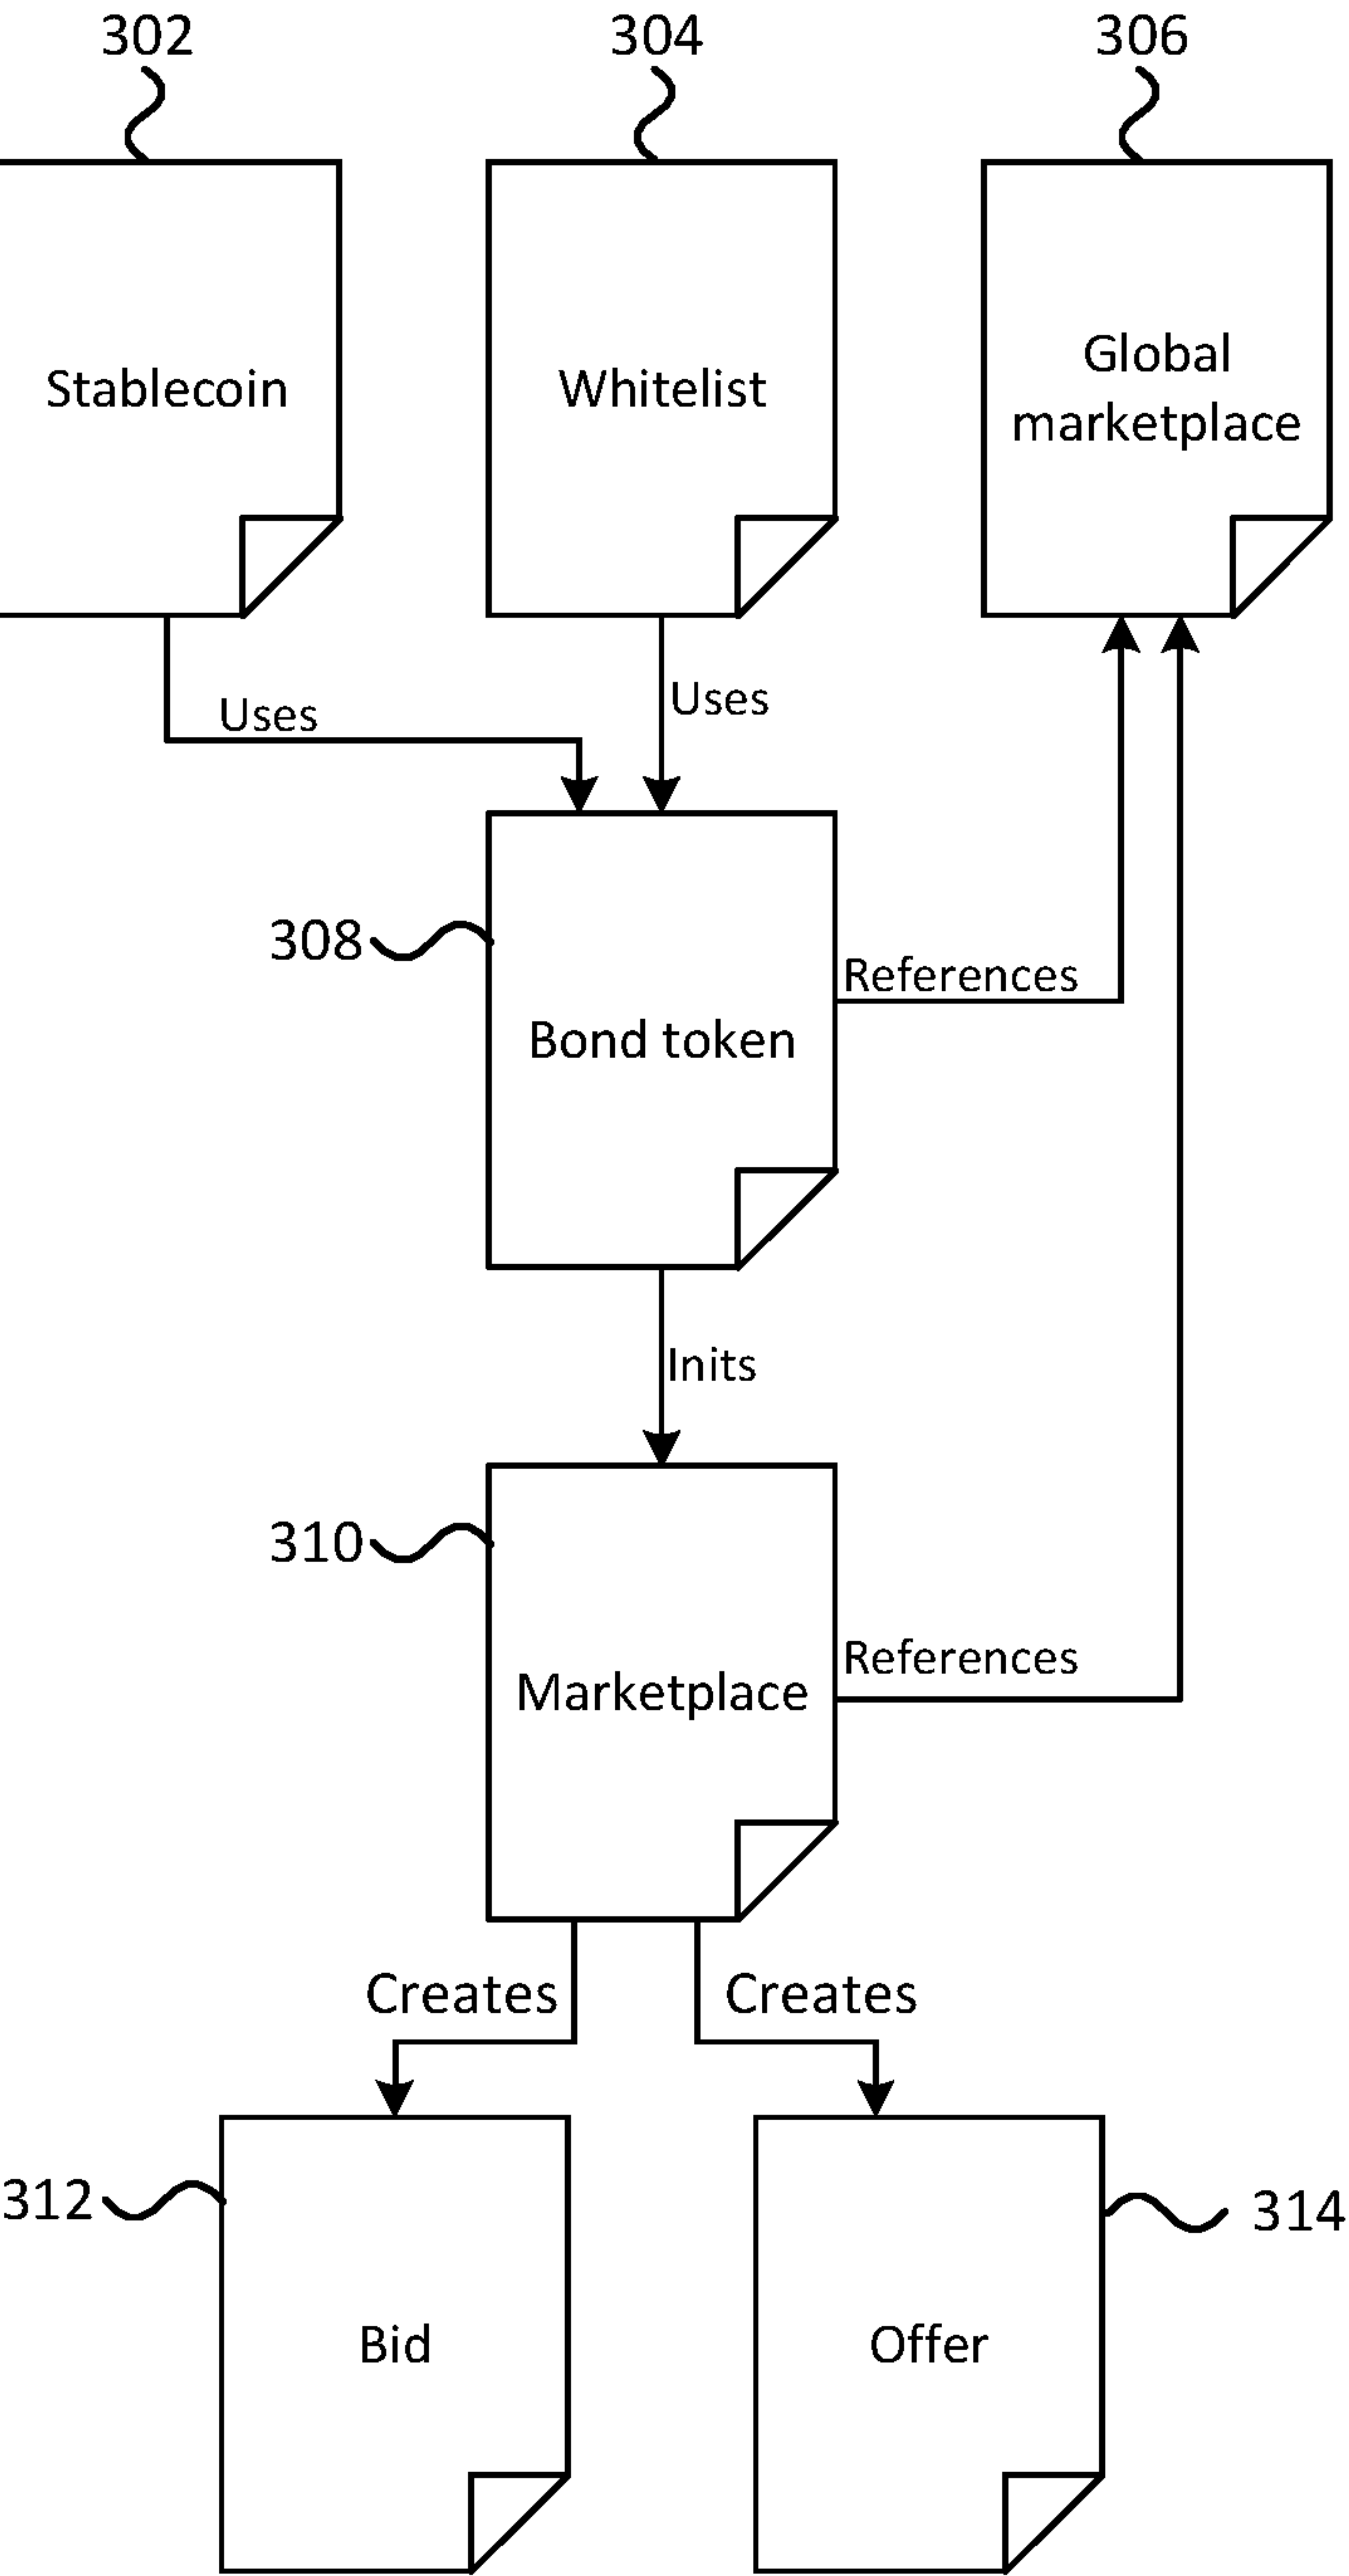 302
304
306
Stablecoin
Whitelist
Global
marketplace
Uses
Uses
308
References
Bond token
Inits
310
References
Marketplace
Creates
Creates
312
314
Bid
Offer